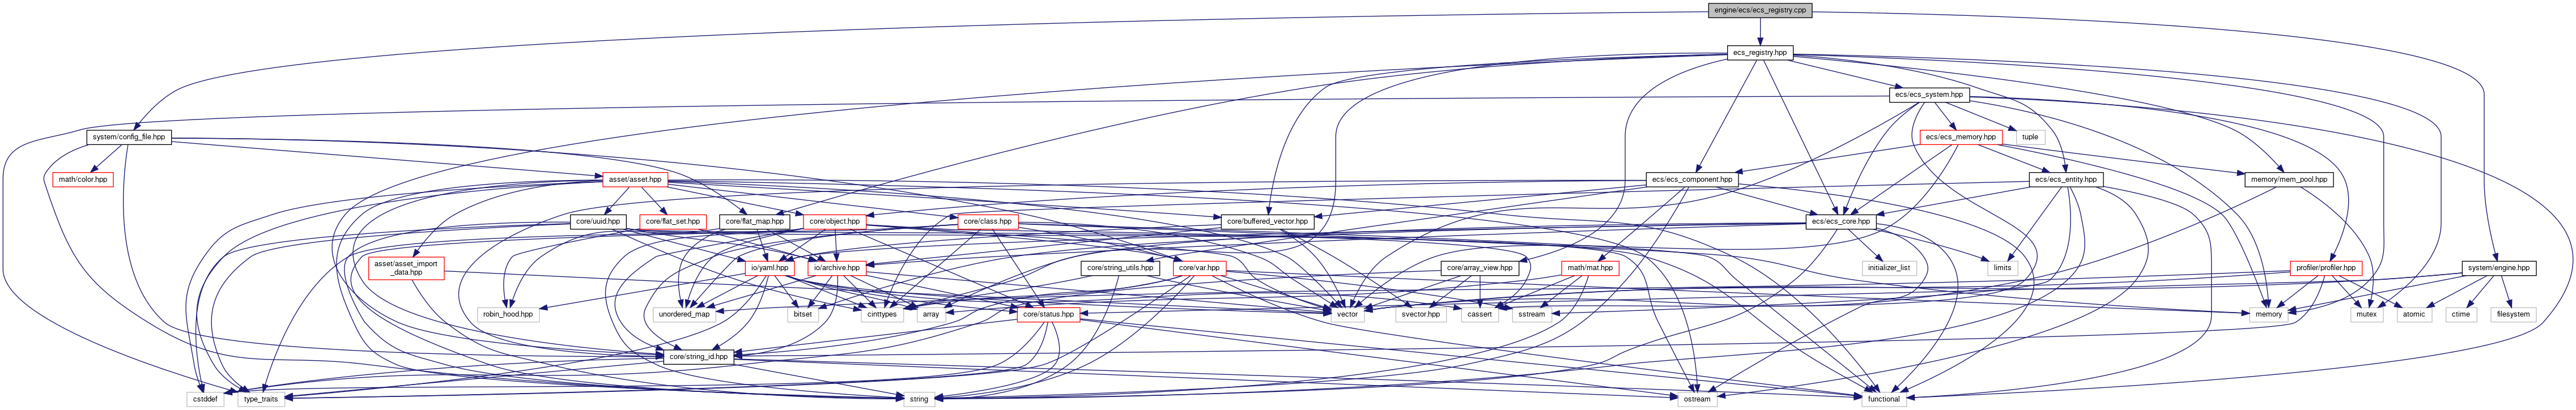 engine/ecs/ecs_registry.cpp
ecs_registry.hpp
ecs/ecs_system.hpp
system/config_file.hpp
ecs/ecs_memory.hpp
tuple
math/color.hpp
asset/asset.hpp
ecs/ecs_component.hpp
ecs/ecs_entity.hpp
memory/mem_pool.hpp
core/uuid.hpp
core/flat_set.hpp
core/flat_map.hpp
core/object.hpp
core/class.hpp
core/buffered_vector.hpp
ecs/ecs_core.hpp
asset/asset_import
_data.hpp
io/yaml.hpp
io/archive.hpp
core/string_utils.hpp
core/var.hpp
core/array_view.hpp
math/mat.hpp
initializer_list
limits
profiler/profiler.hpp
system/engine.hpp
robin_hood.hpp
unordered_map
bitset
cinttypes
array
core/status.hpp
vector
svector.hpp
cassert
sstream
memory
mutex
atomic
ctime
filesystem
core/string_id.hpp
cstddef
type_traits
string
ostream
functional